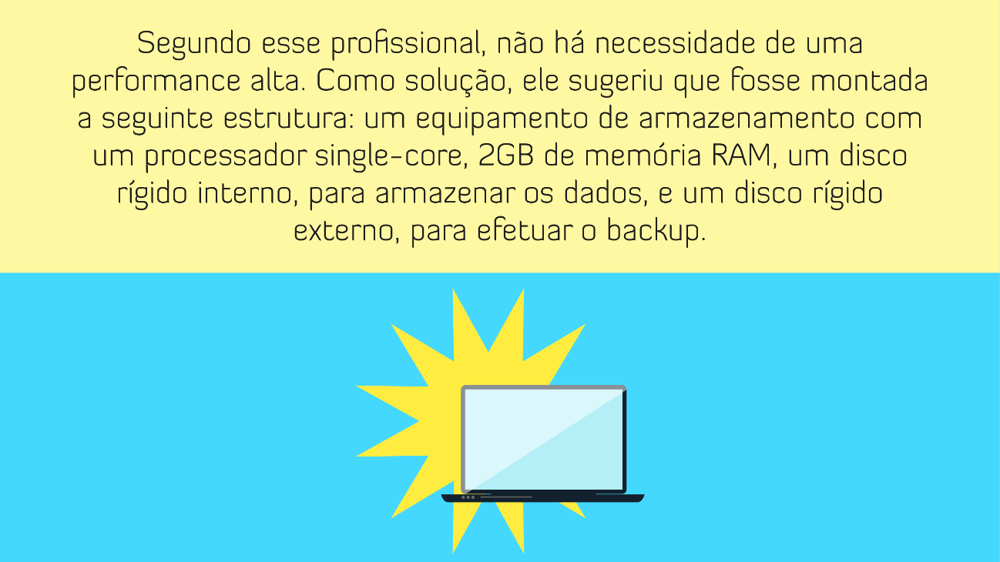 Segundo esse profissional, não há necessidade de uma
performance alta. Como solução, ele sugeriu que fosse montada
a seguinte estrutura: um equipamento de armazenamento com
um processador single-core, 2GB de memória RAM, um disco
rígido interno, para armazenar os dados, e um disco rígido
externo, para efetuar o backup.